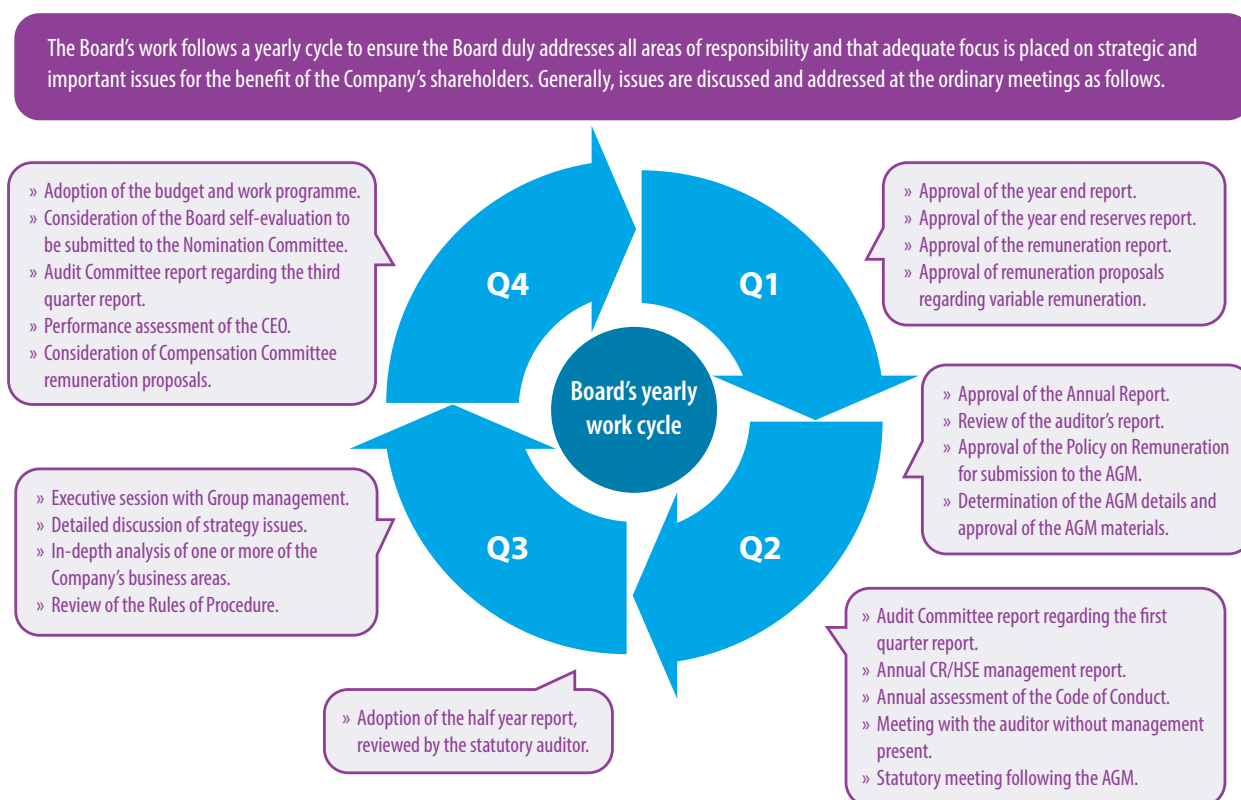 The Board's work follows a yearly cycle to ensure the Board duly addresses all areas of responsibility and that adequate focus is placed on strategic and
important issues for the benefit of the Company's shareholders. Generally, issues are discussed and addressed at the ordinary meetings as follows.
» Adoption of the budget and work programme.
» Consideration of the Board self-evaluation to
be submitted to the Nomination Committee.
» Audit Committee report regarding the third
quarter report.
» Performance assessment of the CEO.
» Consideration of Compensation Committee
remuneration proposals.
Q4
Q1
» Approval of the year end report.
» Approval of the year end reserves report.
» Approval of the remuneration report.
» Approval of remuneration proposals
regarding variable remuneration.
Board's yearly
work cycle
» Approval of the Annual Report.
» Review of the auditor's report.
» Approval of the Policy on Remuneration
for submission to the AGM.
» Determination of the AGM details and
approval of the AGM materials.
» Executive session with Group management.
» Detailed discussion of strategy issues.
» In-depth analysis of one or more of the
Company's business areas.
» Review of the Rules of Procedure.
Q3
Q2
» Audit Committee report regarding the first
quarter report.
» Annual CR/HSE management report.
» Annual assessment of the Code of Conduct.
» Meeting with the auditor without management
present.
» Statutory meeting following the AGM.
» Adoption of the half year report,
reviewed by the statutory auditor.